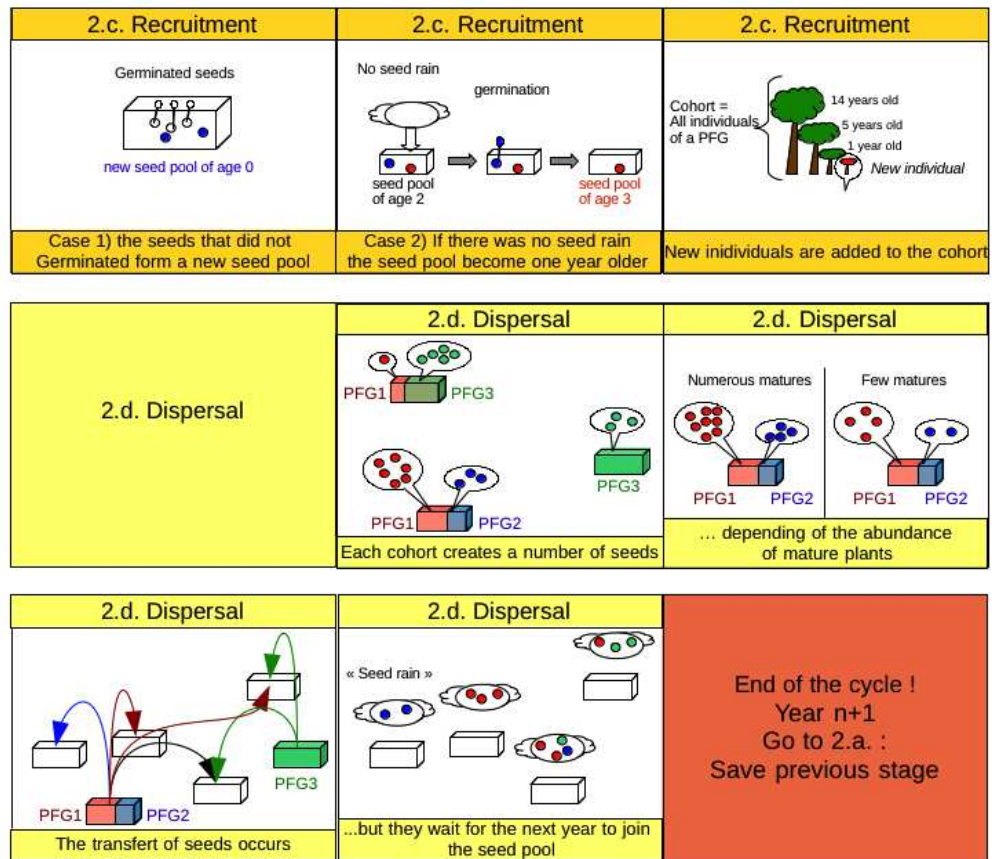 2.c. Recruitment
Germinated seeds
new seed pool of age 0
Case 1) the seeds that did not
Germinated form a new seed pool
2.c. Recruitment
No seed rain
germination
seed pool
of age 2
seed pool
of age 3
Case 2) If there was no seed rain
the seed pool become one year older
2.c. Recruitment
Cohort =
All individuals
of a PFG
14 years old
5 years old
1 year old
New individual
New inidividuals are added to the cohort
2.d. Dispersal
2.d. Dispersal
PFG1
PFG3
PFG3
PFG1
PFG2
Each cohort creates a number of seeds
2.d. Dispersal
Numerous matures
Few matures
PFG1
PFG2
PFG1
PFG2
... depending of the abundance
of mature plants
2.d. Dispersal
PFG3
PFG1
PFG2
The transfert of seeds occurs
2.d. Dispersal
« Seed rain »
...but they wait for the next year to join
the seed pool
End of the cycle !
Year n+1
Go to 2.a. :
Save previous stage